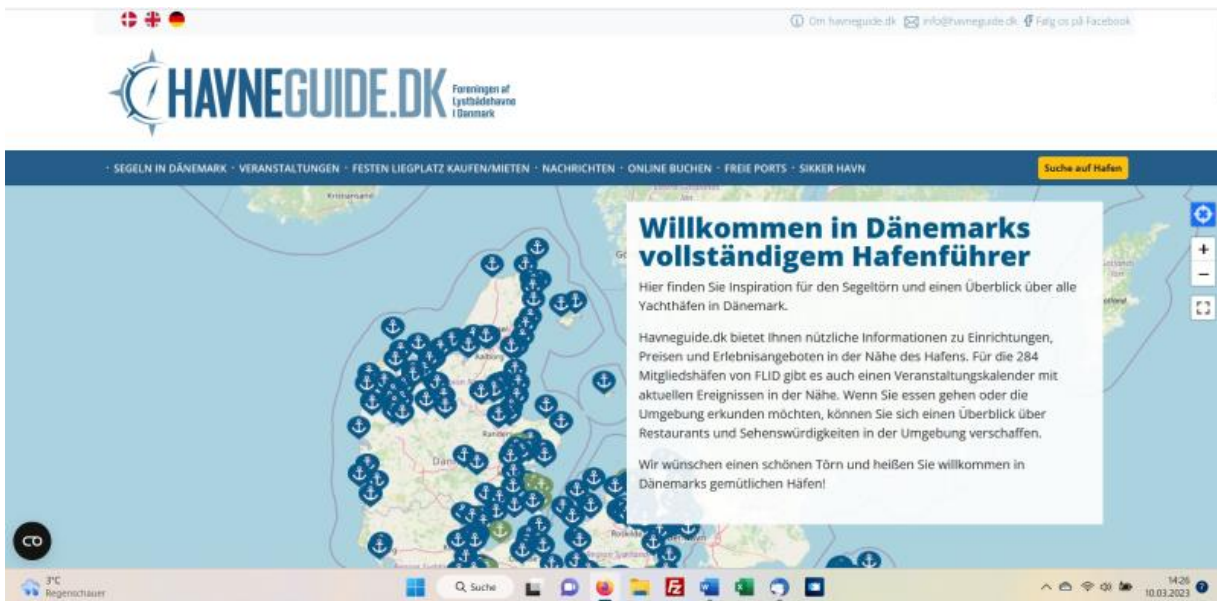 Om havneguide.dk info@havneguide.dk Følg os på Facebook
HAVNEGUIDE.DK
Foreningen af
Lystbådehavne
i Danmark
· SEGELN IN DÄNEMARK · VERANSTALTUNGEN · FESTEN LIEGPLATZ KAUFEN/MIETEN · NACHRICHTEN · ONLINE BUCHEN · FREIE PORTS · SIKKER HAVN
Suche auf Hafen
Kristiansand
Willkommen in Dänemarks
vollständigem Hafenführer
Hier finden Sie Inspiration für den Segeltörn und einen Überblick über alle
Yachthäfen in Dänemark.
Havneguide.dk bietet Ihnen nützliche Informationen zu Einrichtungen,
Preisen und Erlebnisangeboten in der Nähe des Hafens. Für die 284
Mitgliedshäfen von FLID gibt es auch einen Veranstaltungskalender mit
aktuellen Ereignissen in der Nähe. Wenn Sie essen gehen oder die
Umgebung erkunden möchten, können Sie sich einen Überblick über
Restaurants und Sehenswürdigkeiten in der Umgebung verschaffen.
Wir wünschen einen schönen Törn und heißen Sie willkommen in
Dänemarks gemütlichen Häfen!
+
−
Aalborg
Randers
3°C
Regenschauer
Suche
14:26
10.03.2023